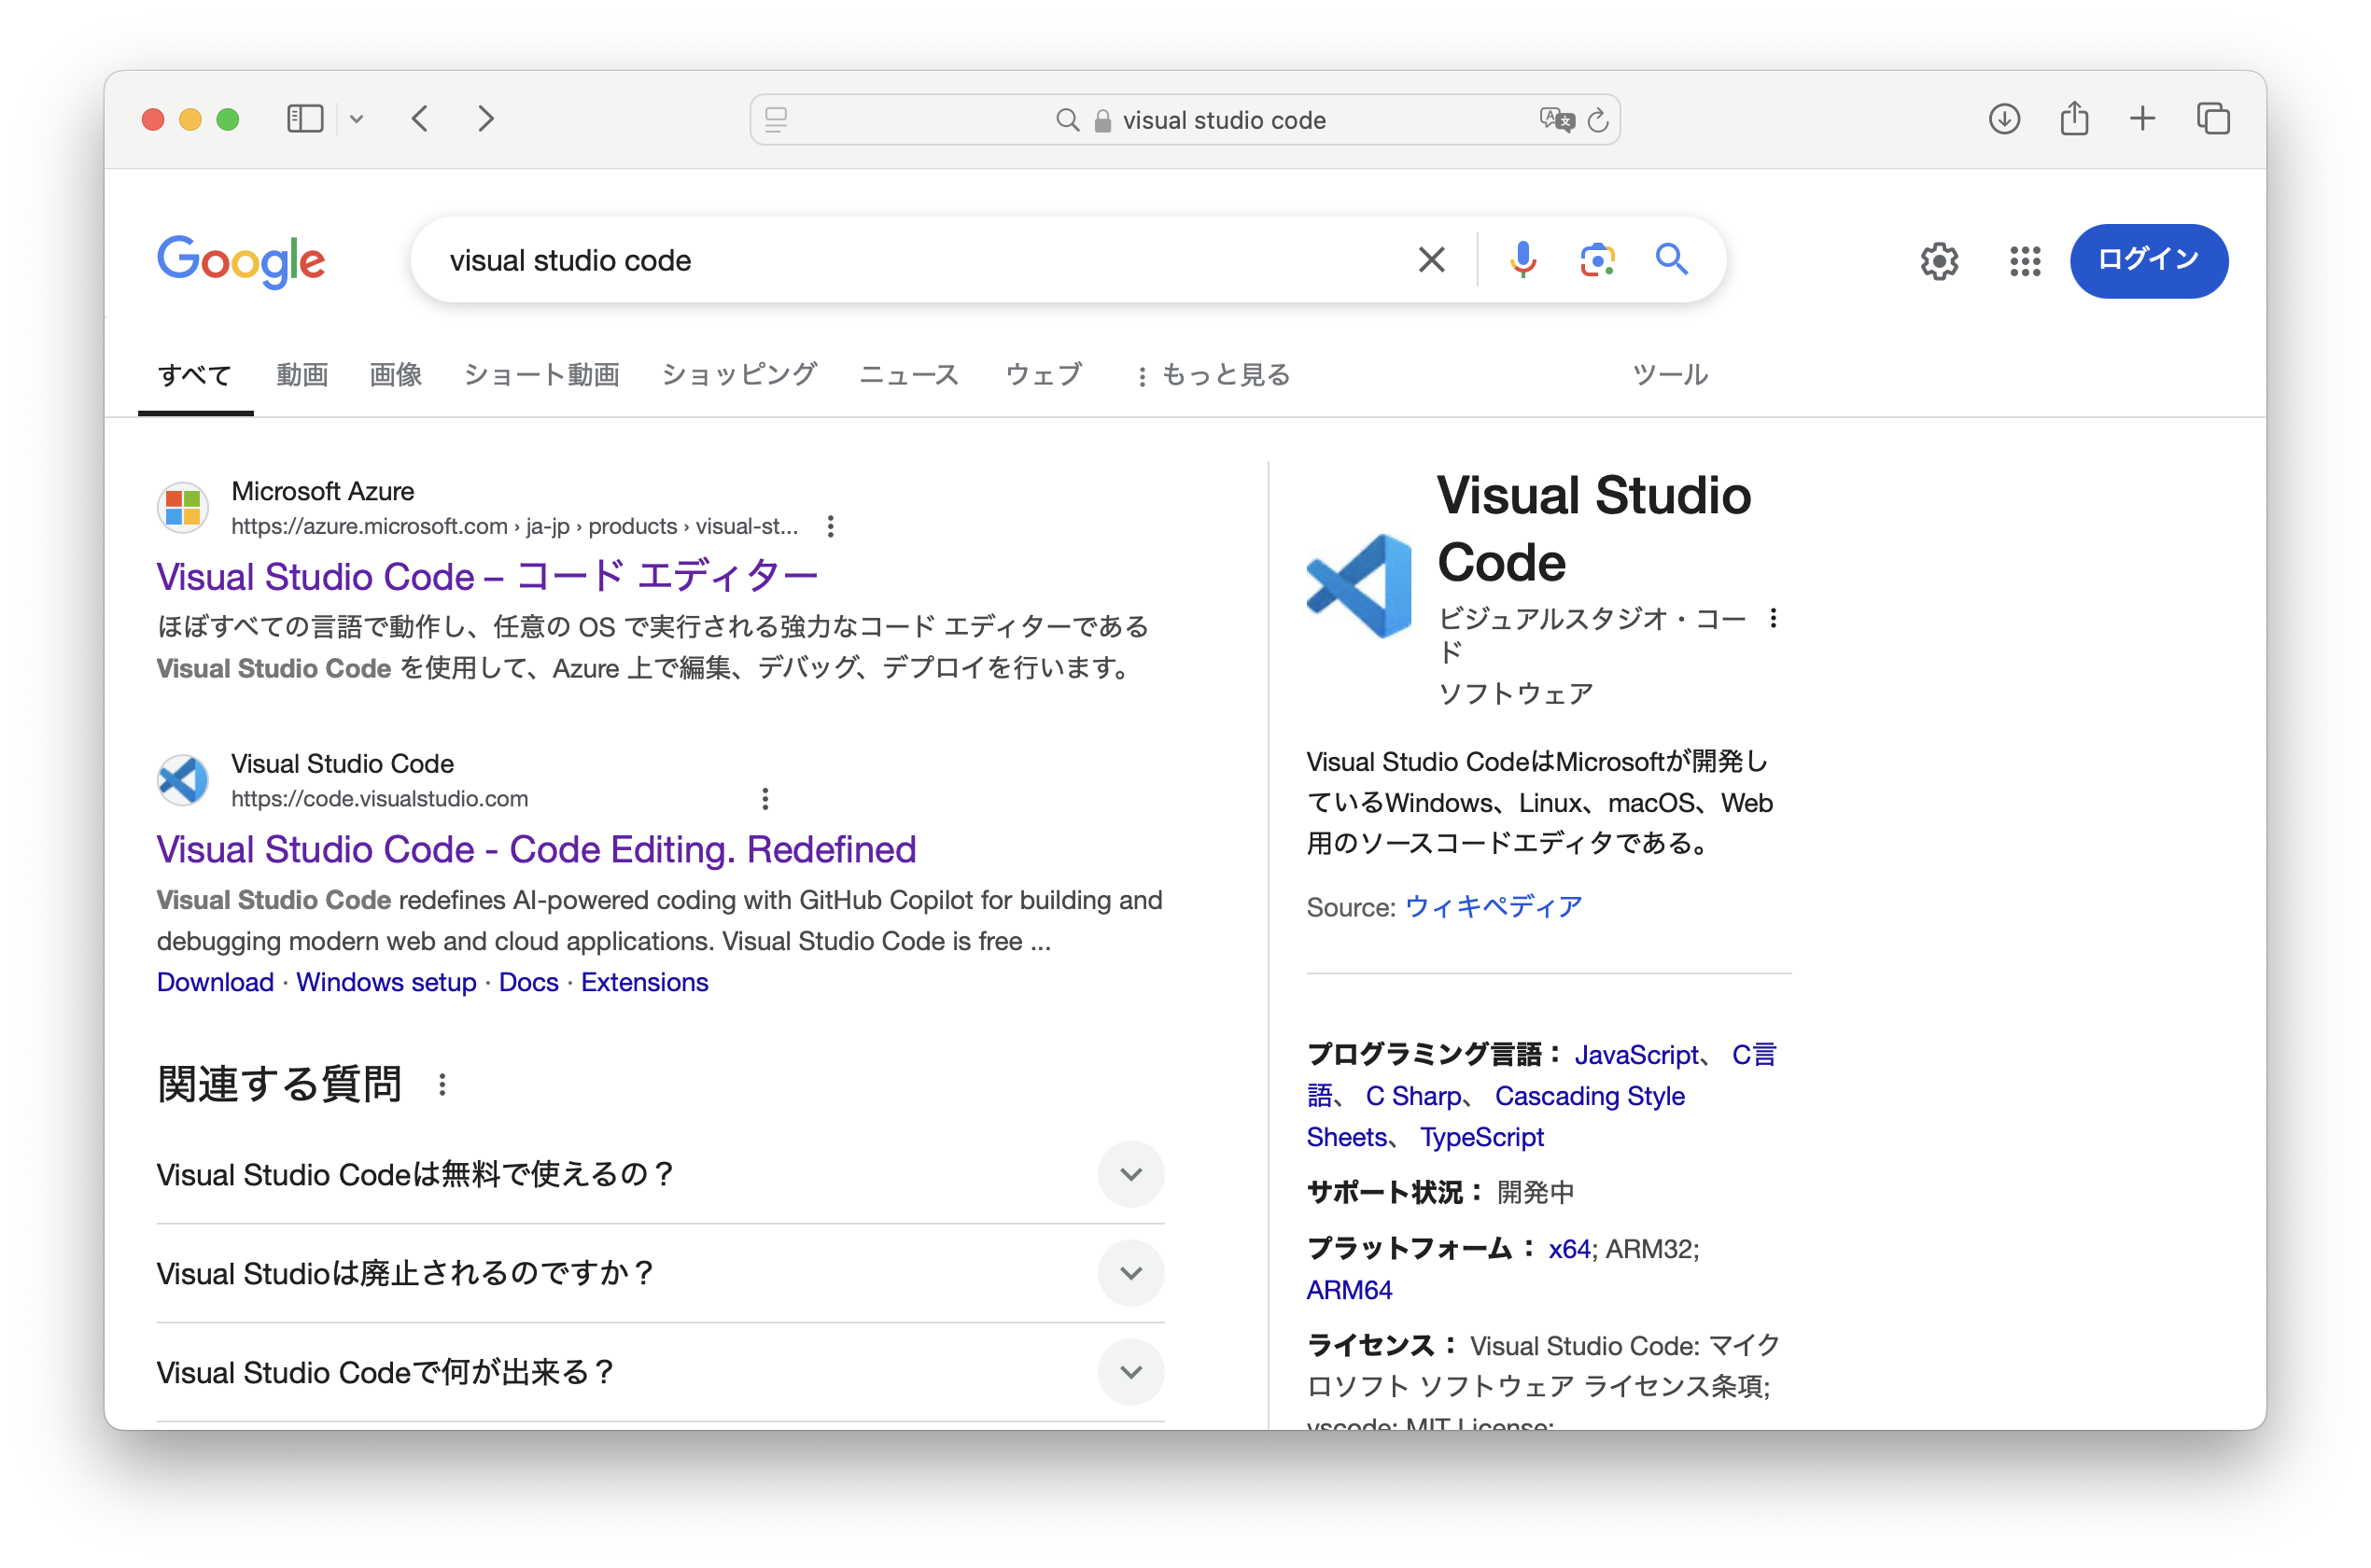 visual studio code
Google
visual studio code
ログイン
すべて 動画 画像 ショート動画 ショッピング ニュース ウェブ もっと見る ツール
Microsoft Azure
https://azure.microsoft.com › ja-jp › products › visual-st...
Visual Studio Code – コード エディター
ほぼすべての言語で動作し、任意の OS で実行される強力なコード エディターである
Visual Studio Code を使用して、Azure 上で編集、デバッグ、デプロイを行います。
Visual Studio Code
https://code.visualstudio.com
Visual Studio Code - Code Editing. Redefined
Visual Studio Code redefines AI-powered coding with GitHub Copilot for building and
debugging modern web and cloud applications. Visual Studio Code is free ...
Download · Windows setup · Docs · Extensions
関連する質問
Visual Studio Codeは無料で使えるの？
Visual Studioは廃止されるのですか？
Visual Studio Codeで何が出来る？
Visual Studio
Code
ビジュアルスタジオ・コー
ド
ソフトウェア
Visual Studio CodeはMicrosoftが開発し
ているWindows、Linux、macOS、Web
用のソースコードエディタである。
Source: ウィキペディア
プログラミング言語： JavaScript、 C言
語、 C Sharp、 Cascading Style
Sheets、 TypeScript
サポート状況： 開発中
プラットフォーム： x64; ARM32;
ARM64
ライセンス： Visual Studio Code: マイク
ロソフト ソフトウェア ライセンス条項;
vscode: MIT License;